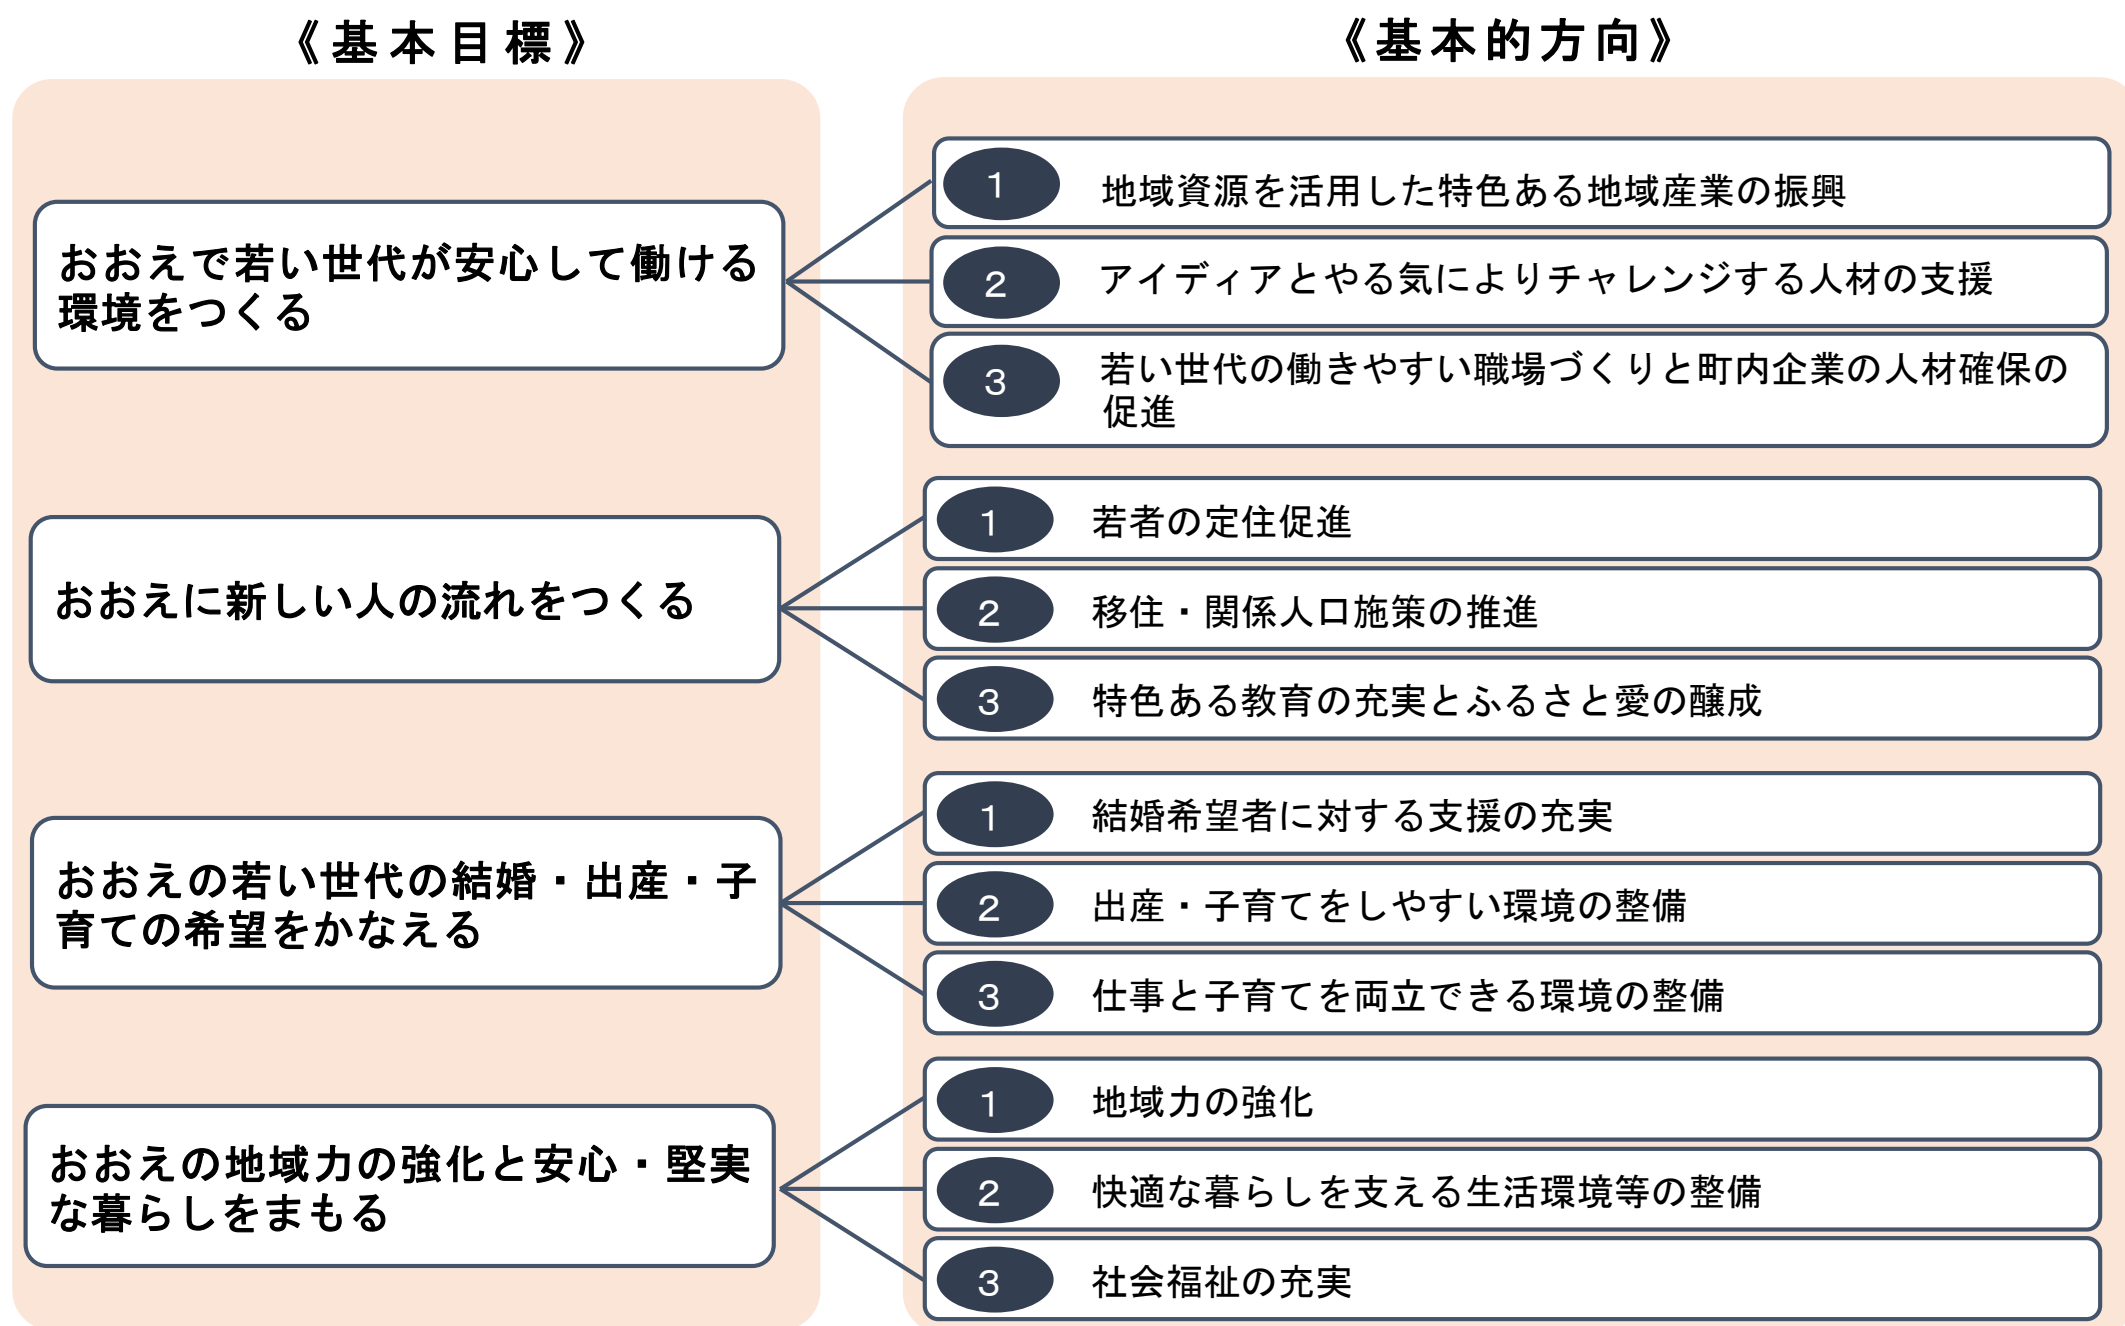 《基本目標》
《基本的方向》
おおえで若い世代が安心して働ける
環境をつくる
1 地域資源を活用した特色ある地域産業の振興
2 アイディアとやる気によりチャレンジする人材の支援
3 若い世代の働きやすい職場づくりと町内企業の人材確保の
促進
おおえに新しい人の流れをつくる
1 若者の定住促進
2 移住・関係人口施策の推進
3 特色ある教育の充実とふるさと愛の醸成
おおえの若い世代の結婚・出産・子
育ての希望をかなえる
1 結婚希望者に対する支援の充実
2 出産・子育てをしやすい環境の整備
3 仕事と子育てを両立できる環境の整備
おおえの地域力の強化と安心・堅実
な暮らしをまもる
1 地域力の強化
2 快適な暮らしを支える生活環境等の整備
3 社会福祉の充実